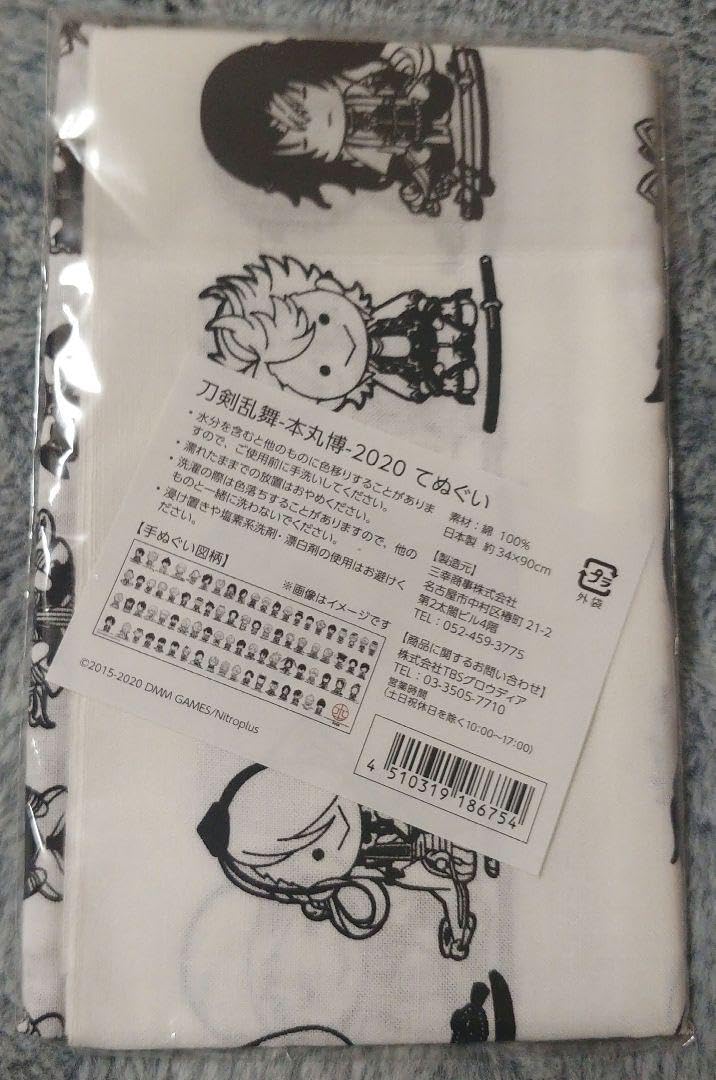 刀剣乱舞-本丸博-2020 てぬぐい
・水分を含むと他のものに色移りすることがありま
すので、ご使用前に手洗いしてください。
・濡れたままでの放置はおやめください。
・洗濯の際は色落ちすることがありますので、他の
ものと一緒に洗わないでください。
・浸け置きや塩素系洗剤・漂白剤の使用はお避けく
ださい。
【手ぬぐい図柄】
※画像はイメージです
©2015-2020 DMM GAMES/Nitroplus
素材：綿 100%
日本製 約 34×90cm
【製造元】
三幸商事株式会社
名古屋市中村区椿町 21-2
第2太閤ビル4階
TEL：052-459-3775
【商品に関するお問い合わせ】
株式会社TBSグロウディア
TEL：03-3505-7710
営業時間
(土日祝休日を除く10:00~17:00)
プラ
外袋
4 510319 186754